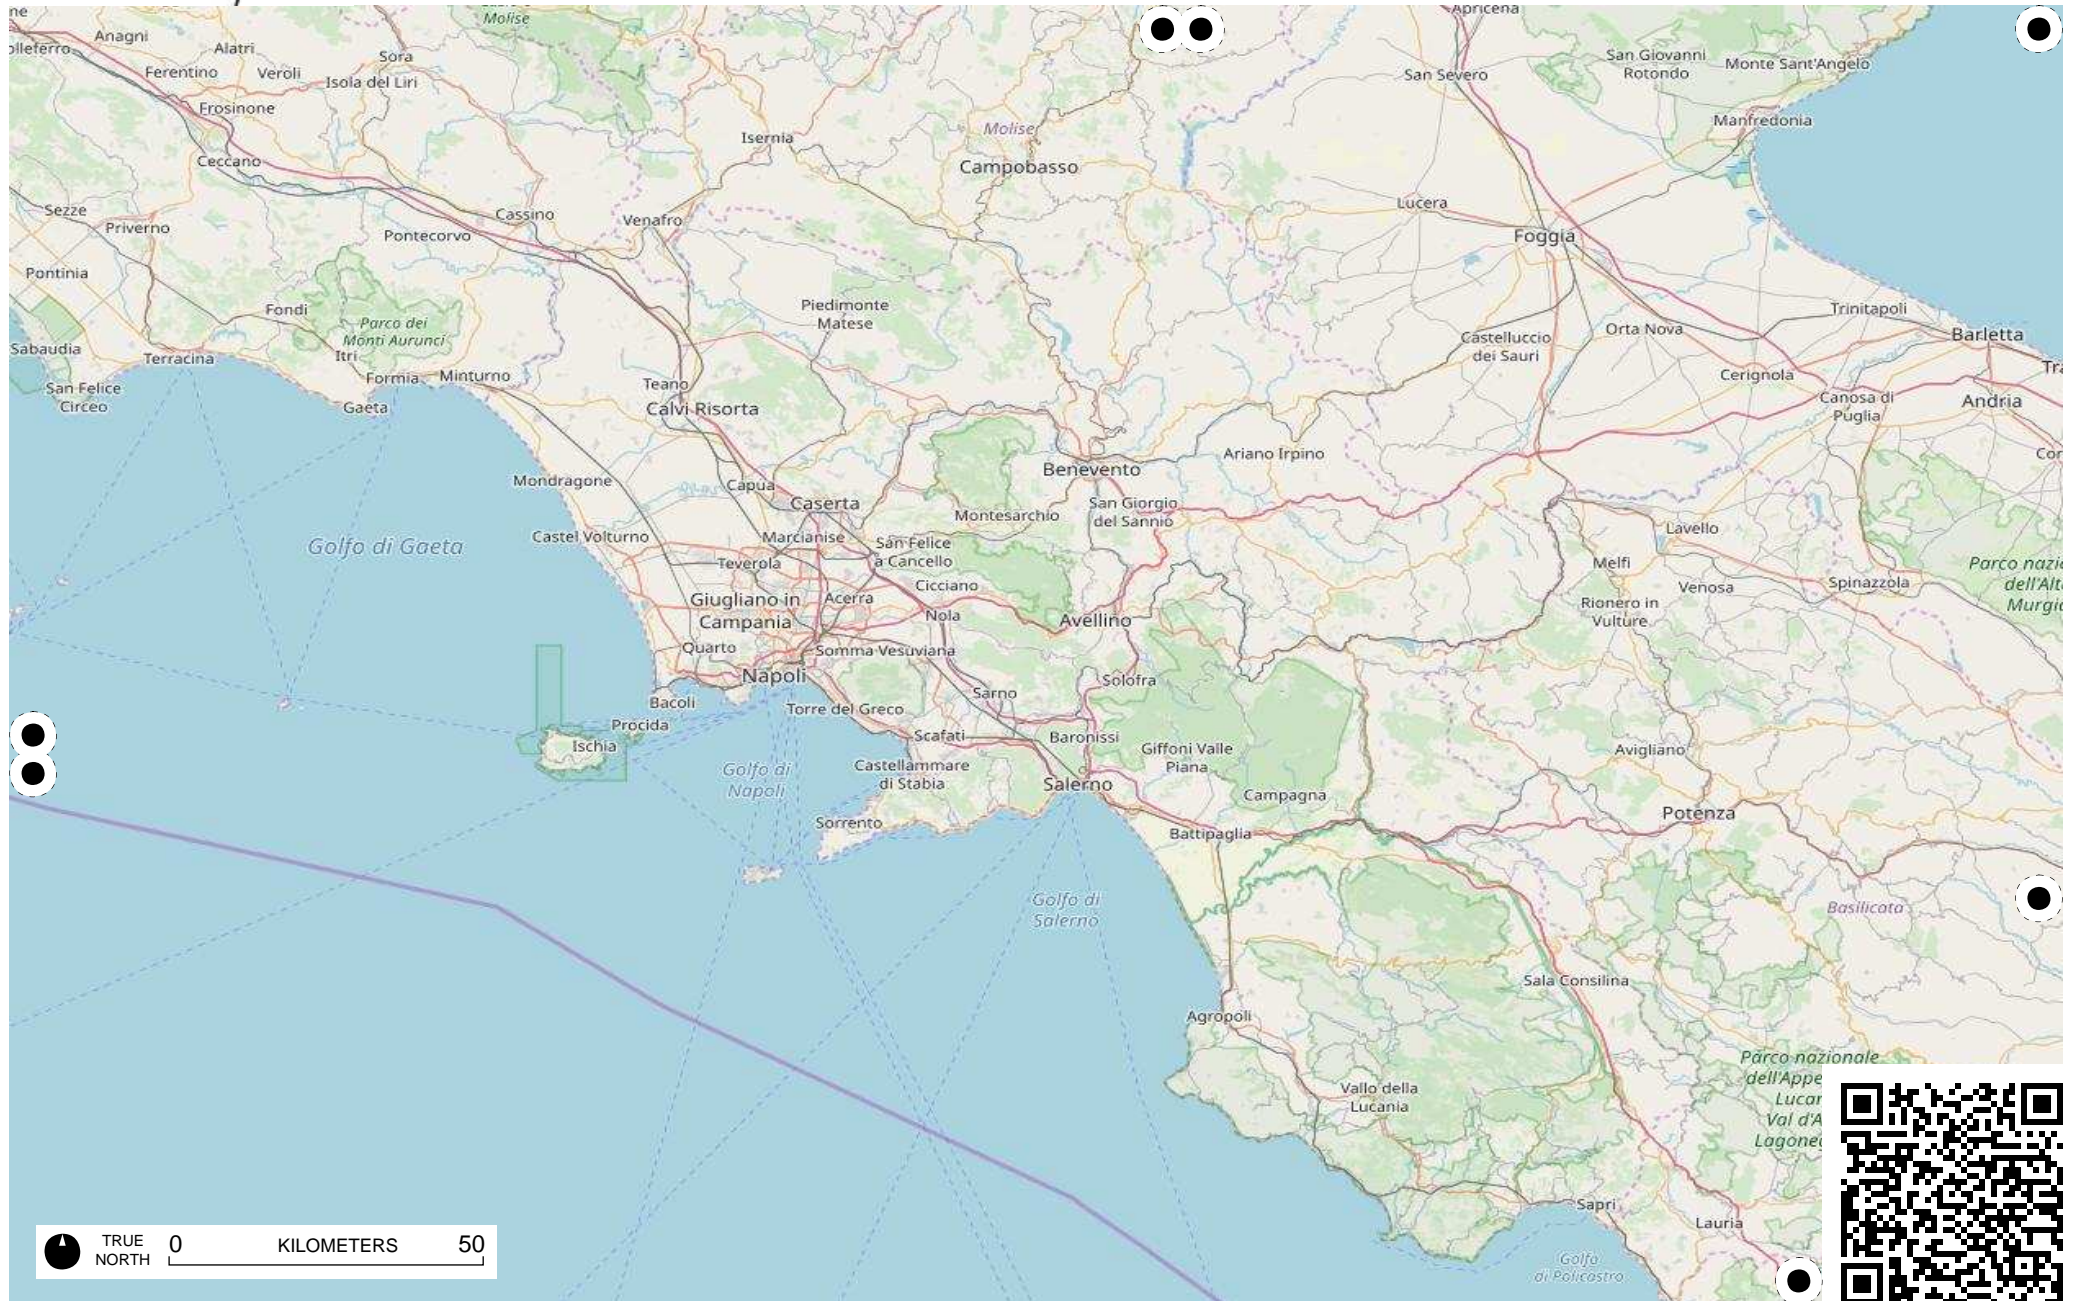 Molise
Apricena
Anagni
Alatri
Sora
San Giovanni
Rotondo
Monte Sant'Angelo
Ferentino
Veroli
Isola del Liri
San Severo
Frosinone
Manfredonia
Isernia
Molise
Ceccano
Campobasso
Sezze
Cassino
Venafro
Lucera
Priverno
Pontecorvo
Foggia
Pontinia
Fondi
Piedimonte
Matese
Trinitapoli
Parco dei
Monti Aurunci
Castelluccio
dei Sauri
Orta Nova
Barletta
Sabaudia
Terracina
Itri
San Felice
Circeo
Formia
Minturno
Teano
Cerignola
Gaeta
Calvi Risorta
Canosa di
Puglia
Andria
Mondragone
Capua
Benevento
Ariano Irpino
Caserta
San Giorgio
del Sannio
Montesarchio
Golfo di Gaeta
Castel Volturno
Marcianise
San Felice
a Cancello
Lavello
Teverola
Melfi
Cicciano
Venosa
Spinazzola
Giugliano in
Campania
Acerra
Rionero in
Vulture
Nola
Avellino
Quarto
Somma Vesuviana
Napoli
Solofra
Bacoli
Sarno
Torre del Greco
Procida
Ischia
Scafati
Baronissi
Giffoni Valle
Piana
Avigliano
Golfo di
Napoli
Castellammare
di Stabia
Salerno
Campagna
Sorrento
Battipaglia
Potenza
Golfo di
Salerno
Basilicata
Sala Consilina
Agropoli
Parco nazionale
Vallo della
Lucania
Sapri
Lauria
Golfo
di Policastro
TRUE
NORTH
0 KILOMETERS 50